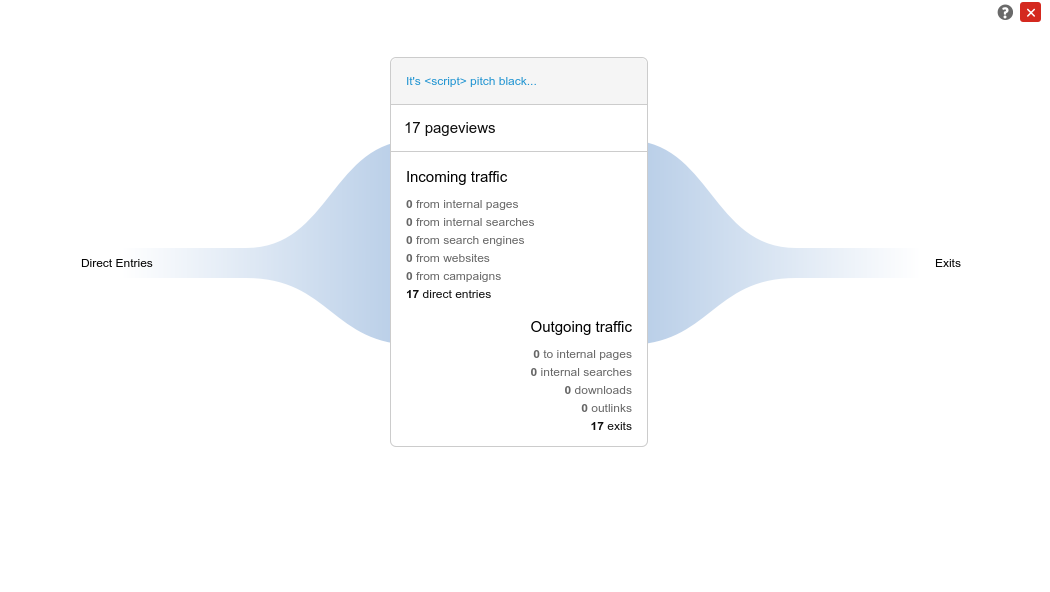 It's <script> pitch black...
17 pageviews
Incoming traffic
0 from internal pages
0 from internal searches
0 from search engines
0 from websites
0 from campaigns
17 direct entries
Direct Entries
Exits
Outgoing traffic
0 to internal pages
0 internal searches
0 downloads
0 outlinks
17 exits